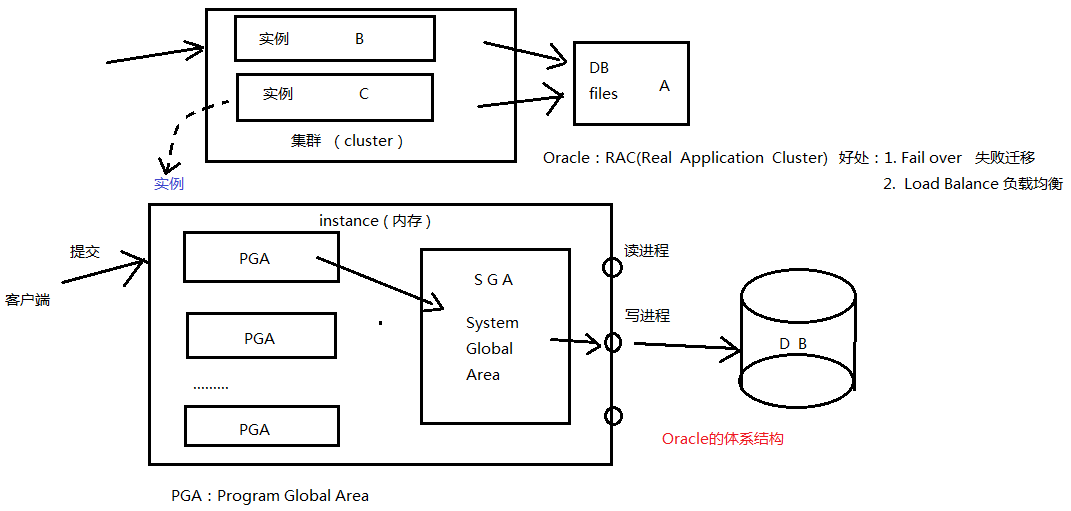 实例 B
实例 C
集群 （cluster）
DB
files A
Oracle：RAC(Real Application Cluster) 好处：1. Fail over 失败迁移
2. Load Balance 负载均衡
实例
instance（内存）
提交
客户端
PGA
PGA
.........
PGA
S G A
System
Global
Area
读进程
写进程
D B
Oracle的体系结构
PGA：Program Global Area